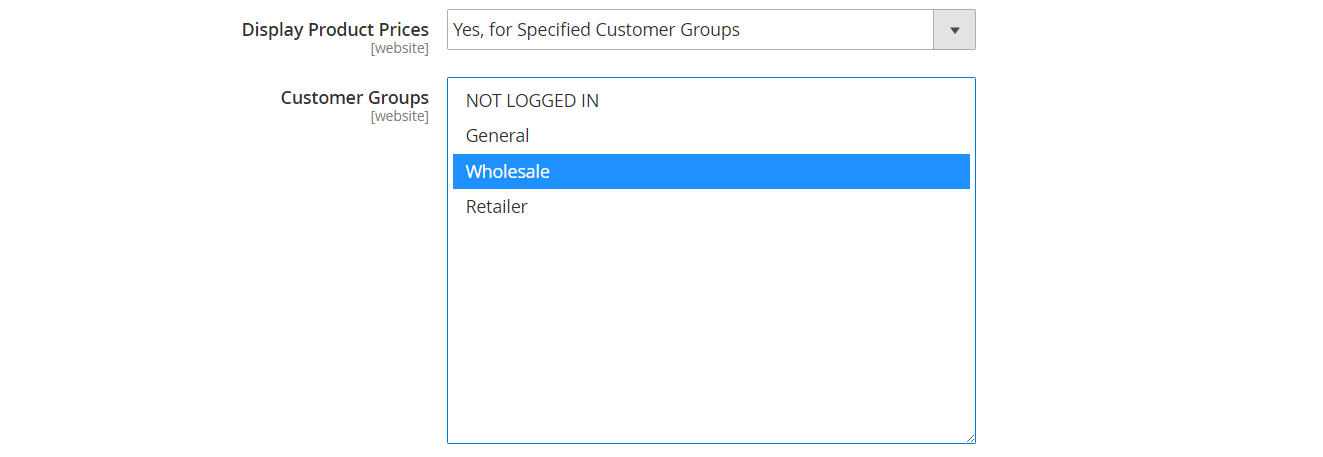 Display Product Prices
[website]
Yes, for Specified Customer Groups
Customer Groups
[website]
NOT LOGGED IN
General
Wholesale
Retailer